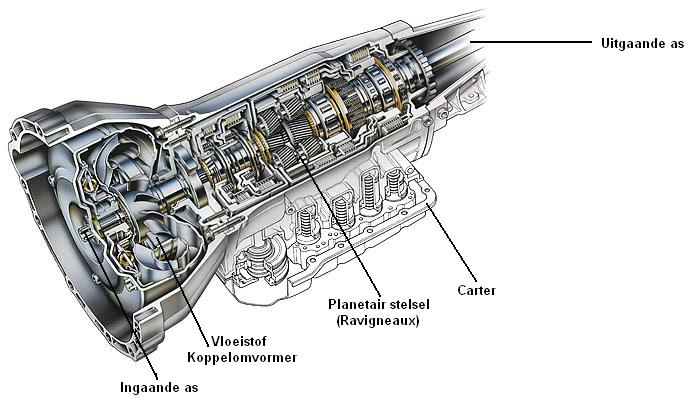 Uitgaande as
Planetair stelsel
(Ravigneaux)
Carter
Vloeistof
Koppelomvormer
Ingaande as